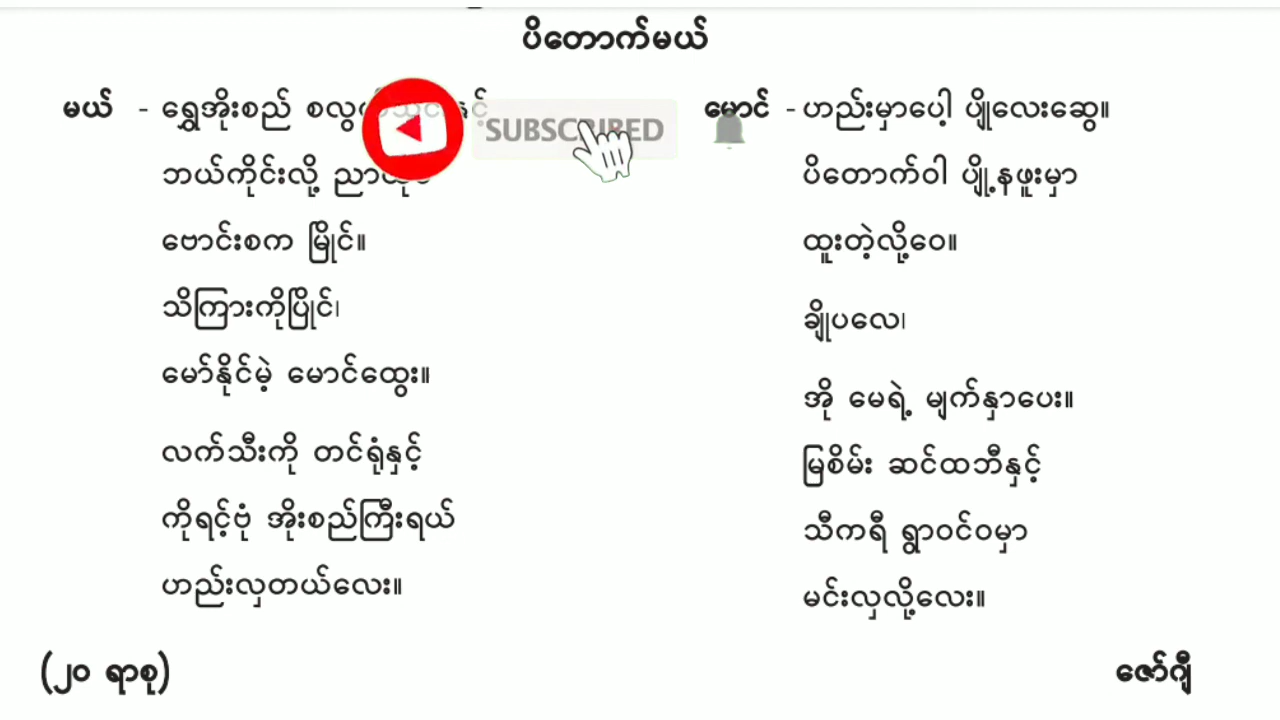 ပိတောက်မယ်
မယ် - ရွှေအိုးစည် စလွယ်
SUBSCRIBED
ဘယ်ကိုင်းလို့
ဗောင်းစက မြိုင်။
သိကြားကိုပြိုင်၊
မော်နိုင်မဲ့ မောင်ထွေး။
လက်သီးကို တင်ရုံနှင့်
ကိုရင့်ဗုံ အိုးစည်ကြီးရယ်
ဟည်းလှတယ်လေး။
မောင် - ဟည်းမှာပေါ့ ပျိုလေးဆွေ။
ပိတောက်ဝါ ပျို့နဖူးမှာ
ထူးတဲ့လို့ဝေ။
ချိုပလေ၊
အို မေရဲ့ မျက်နှာပေး။
မြစိမ်း ဆင်ထဘီနှင့်
သီကရီ ရွာဝင်ဝမှာ
မင်းလှလို့လေး။
(၂၀ ရာစု)
ဇော်ဂျီ